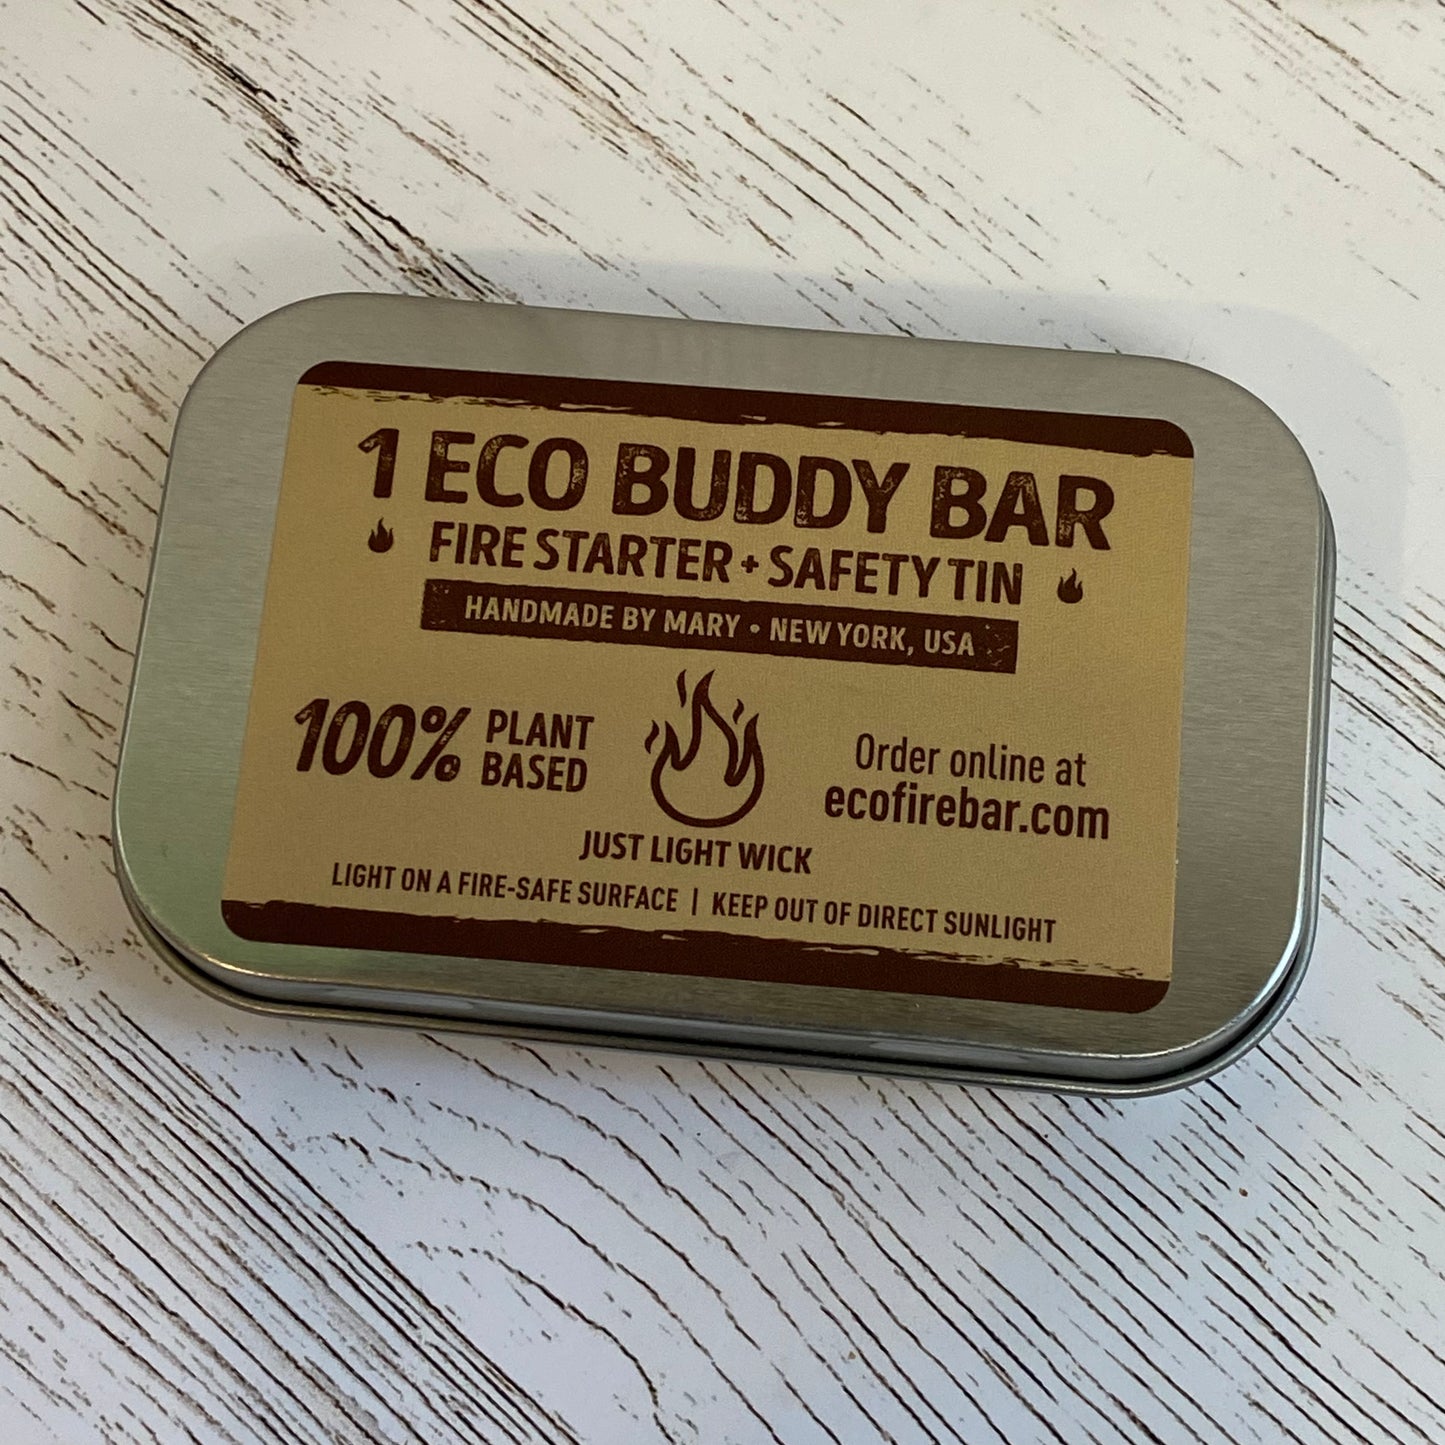 1 ECO BUDDY BAR
FIRE STARTER + SAFETY TIN
HANDMADE BY MARY • NEW YORK, USA
100% PLANT
BASED
Order online at
ecofirebar.com
JUST LIGHT WICK
LIGHT ON A FIRE-SAFE SURFACE | KEEP OUT OF DIRECT SUNLIGHT